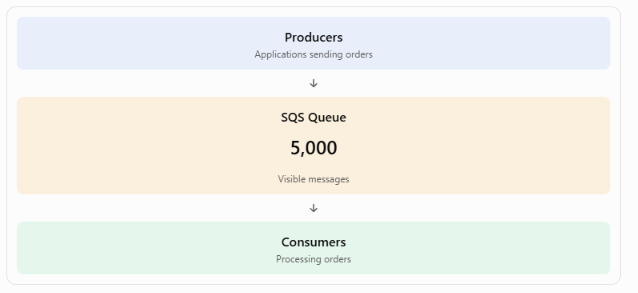 Producers
Applications sending orders
↓
SQS Queue
5,000
Visible messages
↓
Consumers
Processing orders